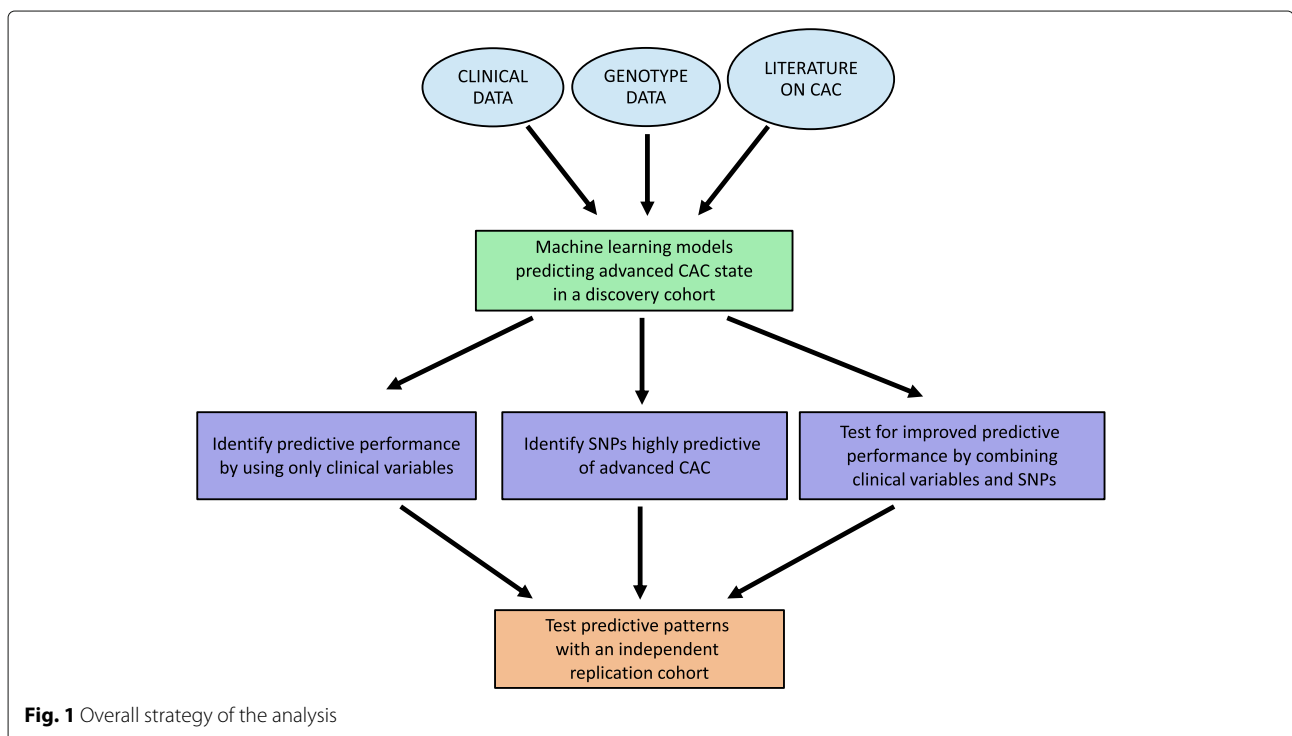 CLINICAL
DATA
GENOTYPE
DATA
LITERATURE
ON CAC
Machine learning models
predicting advanced CAC state
in a discovery cohort
Identify predictive performance
by using only clinical variables
Identify SNPs highly predictive
of advanced CAC
Test for improved predictive
performance by combining
clinical variables and SNPs
Test predictive patterns
with an independent
replication cohort
Fig. 1 Overall strategy of the analysis